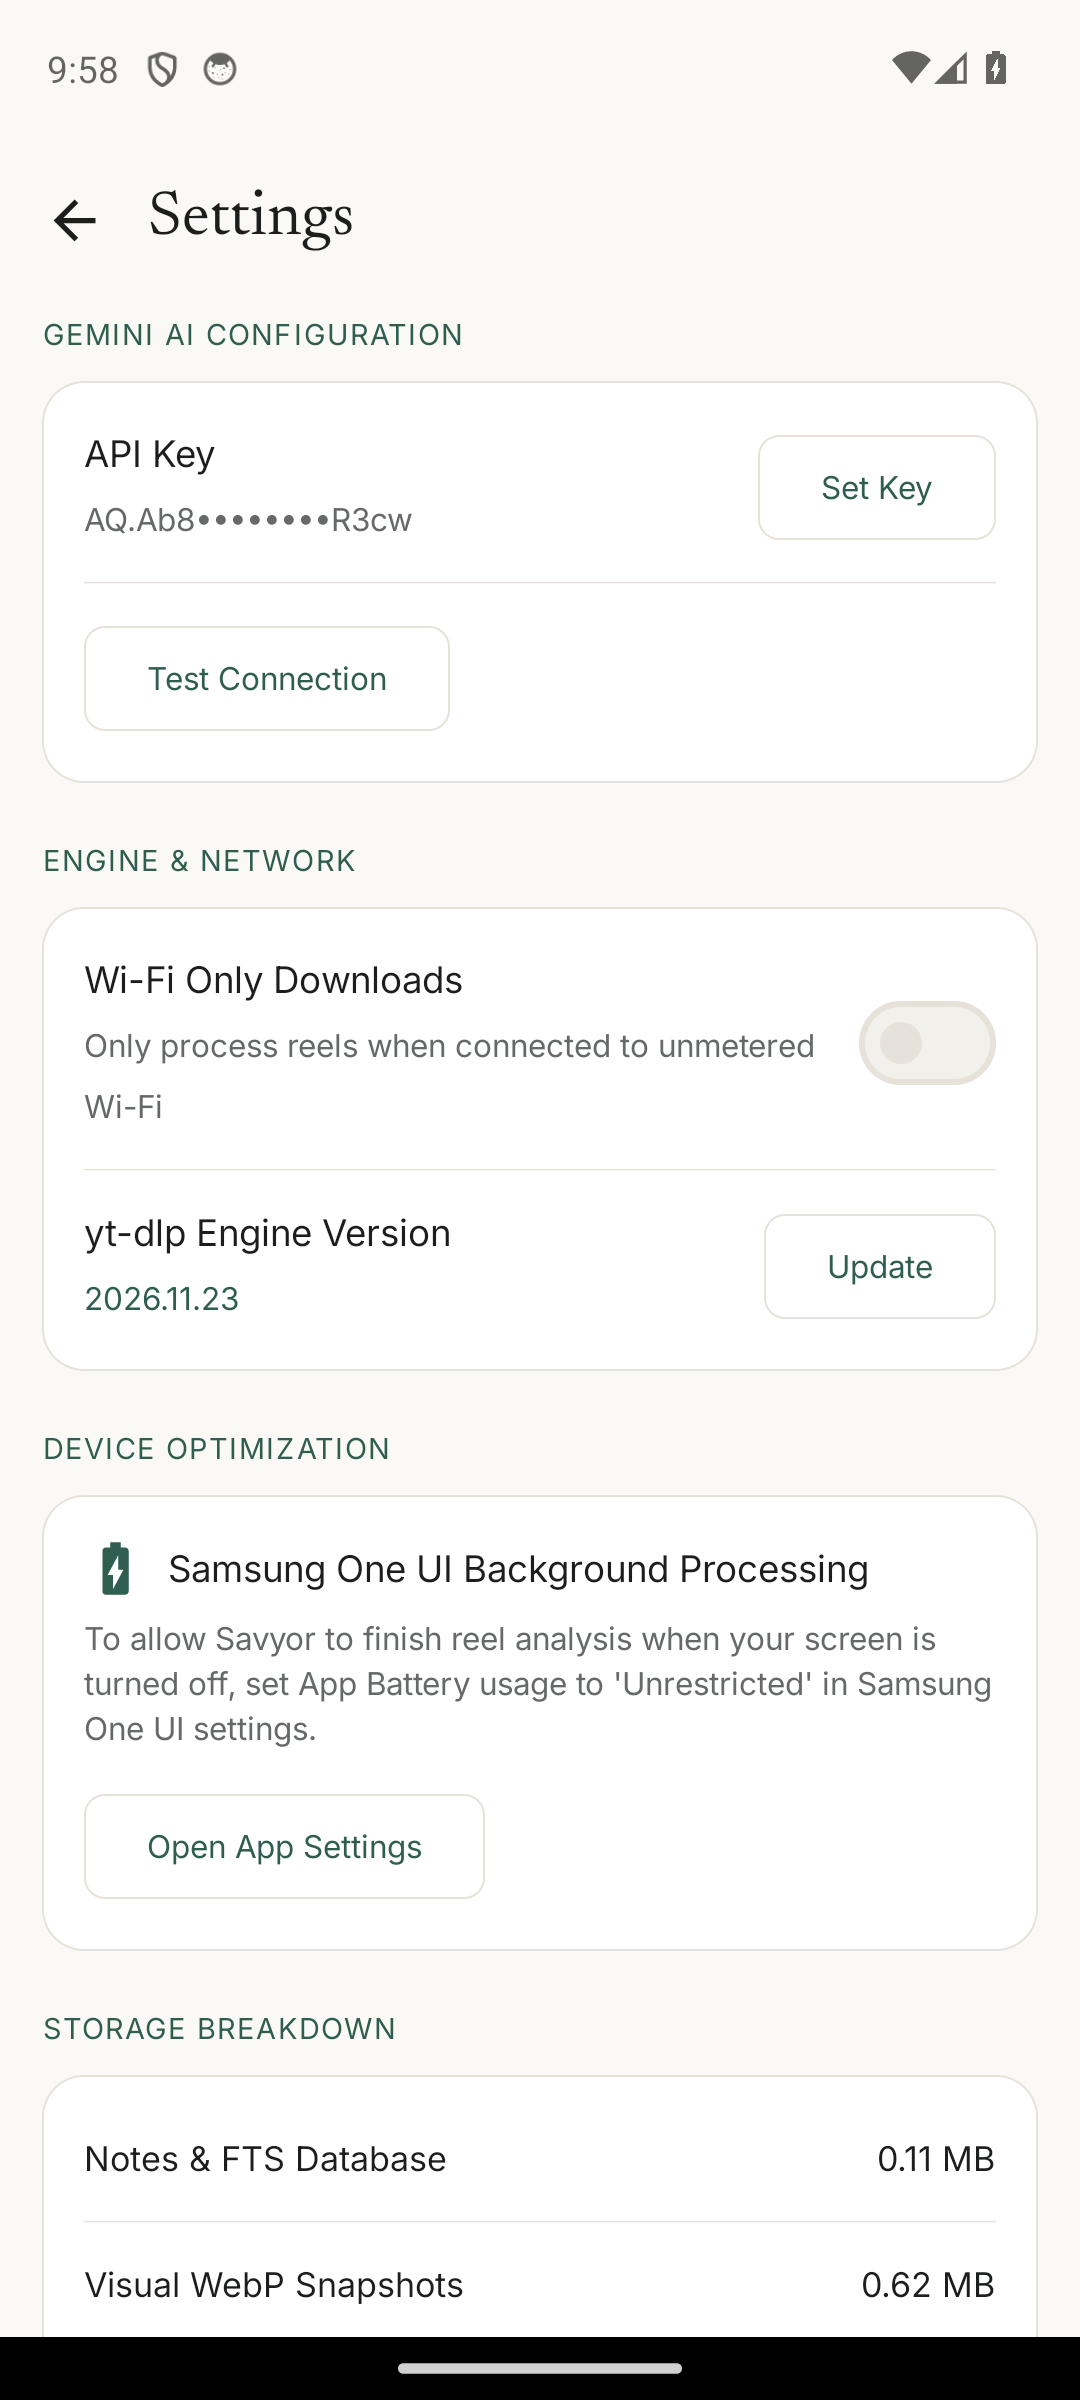 9:58
Settings
GEMINI AI CONFIGURATION
API Key
AQ.Ab8••••••••R3cw
Set Key
Test Connection
ENGINE & NETWORK
Wi-Fi Only Downloads
Only process reels when connected to unmetered
Wi-Fi
yt-dlp Engine Version
2026.11.23
Update
DEVICE OPTIMIZATION
Samsung One UI Background Processing
To allow Savyor to finish reel analysis when your screen is
turned off, set App Battery usage to 'Unrestricted' in Samsung
One UI settings.
Open App Settings
STORAGE BREAKDOWN
Notes & FTS Database
0.11 MB
Visual WebP Snapshots
0.62 MB